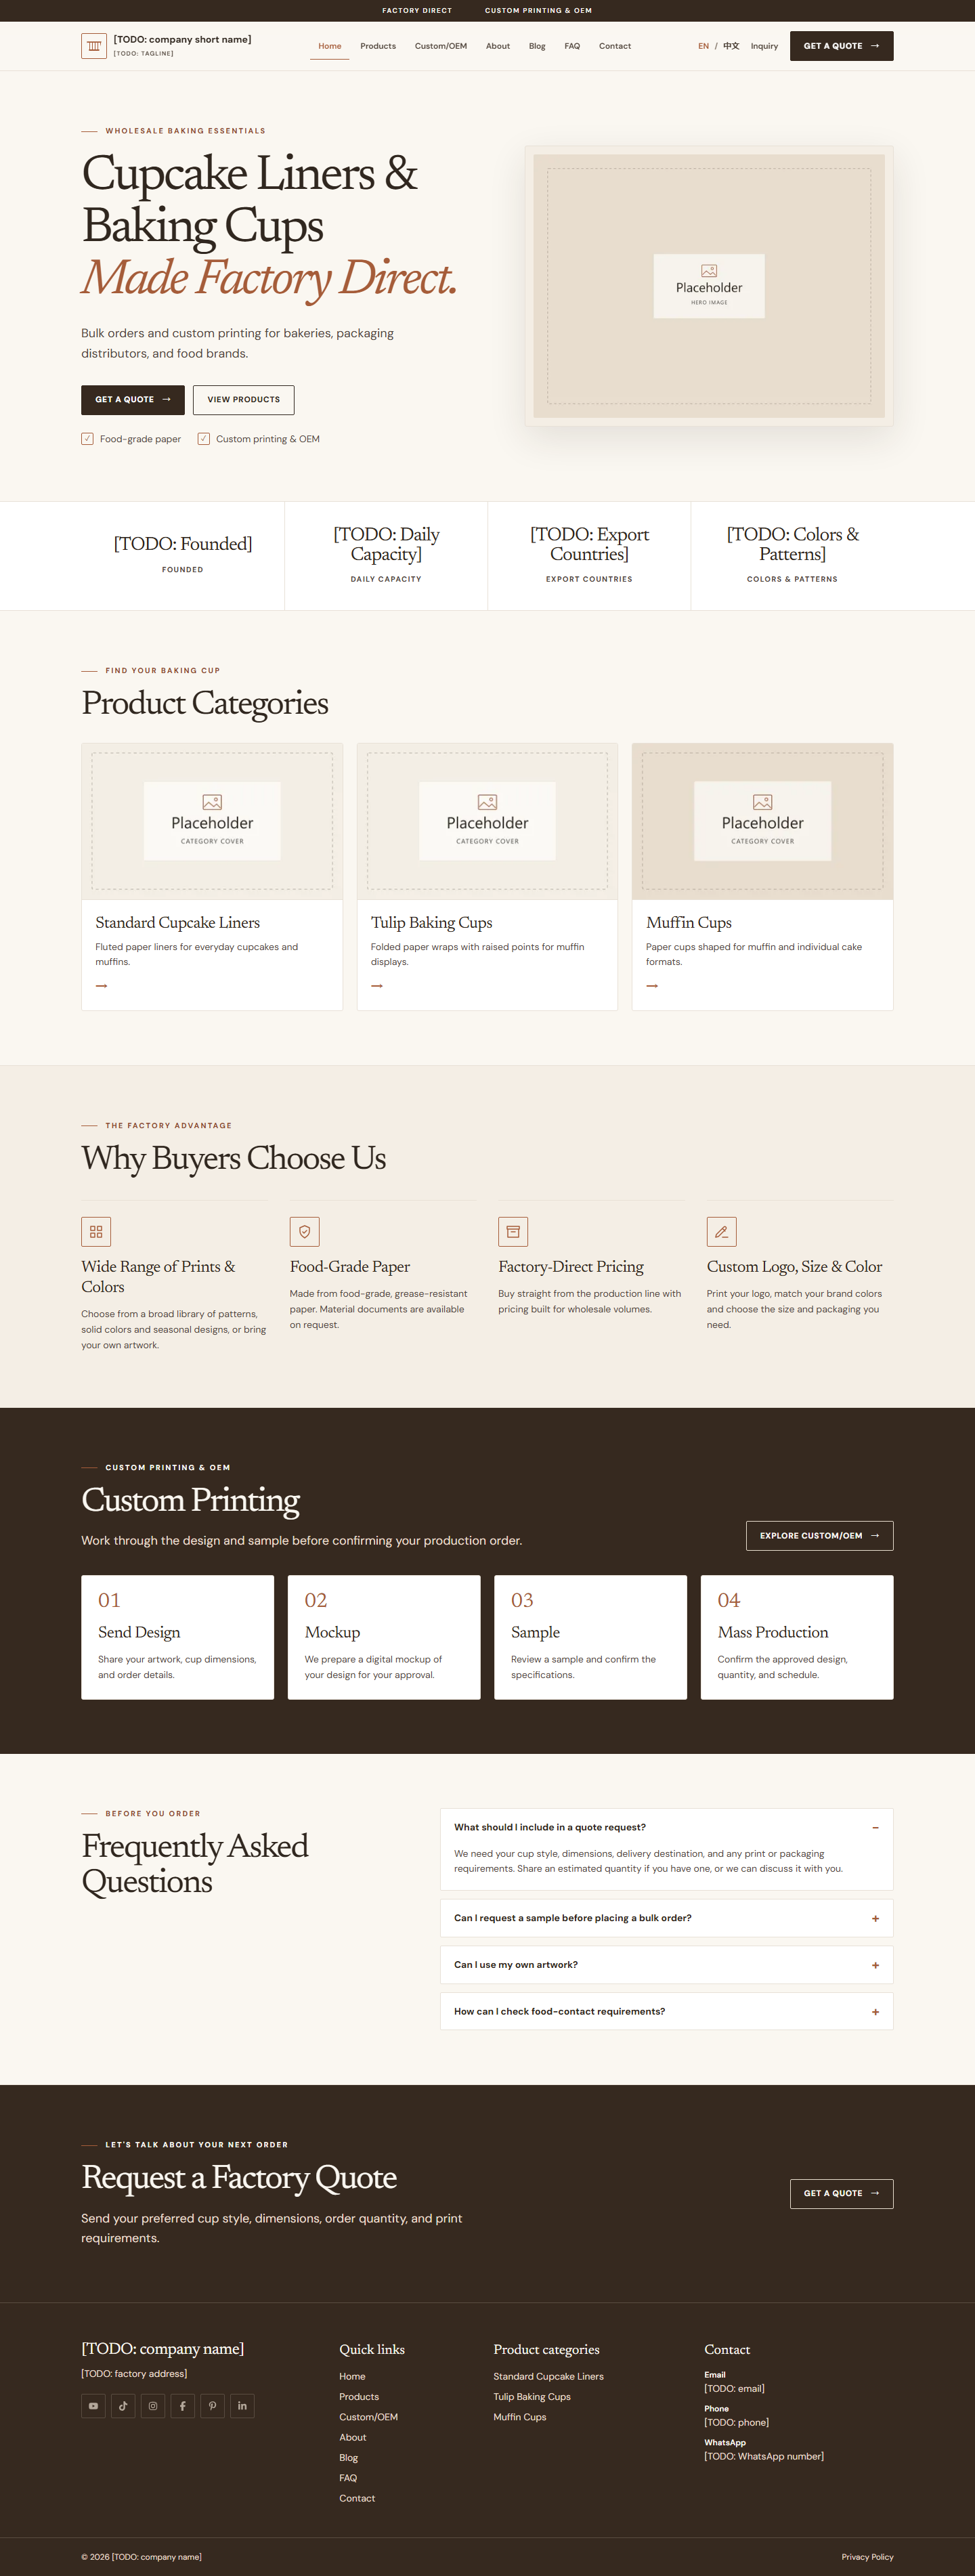 FACTORY DIRECT CUSTOM PRINTING & OEM
[TODO: company short name]
[TODO: TAGLINE]
Home Products Custom/OEM About Blog FAQ Contact
EN / 中文 Inquiry GET A QUOTE →
WHOLESALE BAKING ESSENTIALS
Cupcake Liners &
Baking Cups
Made Factory Direct.
Bulk orders and custom printing for bakeries, packaging
distributors, and food brands.
GET A QUOTE → VIEW PRODUCTS
Food-grade paper Custom printing & OEM
Placeholder
HERO IMAGE
[TODO: Founded]
FOUNDED
[TODO: Daily
Capacity]
DAILY CAPACITY
[TODO: Export
Countries]
EXPORT COUNTRIES
[TODO: Colors &
Patterns]
COLORS & PATTERNS
FIND YOUR BAKING CUP
Product Categories
Placeholder
CATEGORY COVER
Standard Cupcake Liners
Fluted paper liners for everyday cupcakes and
muffins.
→
Placeholder
CATEGORY COVER
Tulip Baking Cups
Folded paper wraps with raised points for muffin
displays.
→
Placeholder
CATEGORY COVER
Muffin Cups
Paper cups shaped for muffin and individual cake
formats.
→
THE FACTORY ADVANTAGE
Why Buyers Choose Us
Wide Range of Prints &
Colors
Choose from a broad library of patterns,
solid colors and seasonal designs, or bring
your own artwork.
Food-Grade Paper
Made from food-grade, grease-resistant
paper. Material documents are available
on request.
Factory-Direct Pricing
Buy straight from the production line with
pricing built for wholesale volumes.
Custom Logo, Size & Color
Print your logo, match your brand colors
and choose the size and packaging you
need.
CUSTOM PRINTING & OEM
Custom Printing
Work through the design and sample before confirming your production order.
EXPLORE CUSTOM/OEM →
01
Send Design
Share your artwork, cup dimensions,
and order details.
02
Mockup
We prepare a digital mockup of
your design for your approval.
03
Sample
Review a sample and confirm the
specifications.
04
Mass Production
Confirm the approved design,
quantity, and schedule.
BEFORE YOU ORDER
Frequently Asked
Questions
What should I include in a quote request? −
We need your cup style, dimensions, delivery destination, and any print or packaging
requirements. Share an estimated quantity if you have one, or we can discuss it with you.
Can I request a sample before placing a bulk order? +
Can I use my own artwork? +
How can I check food-contact requirements? +
LET'S TALK ABOUT YOUR NEXT ORDER
Request a Factory Quote
Send your preferred cup style, dimensions, order quantity, and print
requirements.
GET A QUOTE →
[TODO: company name]
[TODO: factory address]
Quick links
Home
Products
Custom/OEM
About
Blog
FAQ
Contact
Product categories
Standard Cupcake Liners
Tulip Baking Cups
Muffin Cups
Contact
Email
[TODO: email]
Phone
[TODO: phone]
WhatsApp
[TODO: WhatsApp number]
© 2026 [TODO: company name]
Privacy Policy